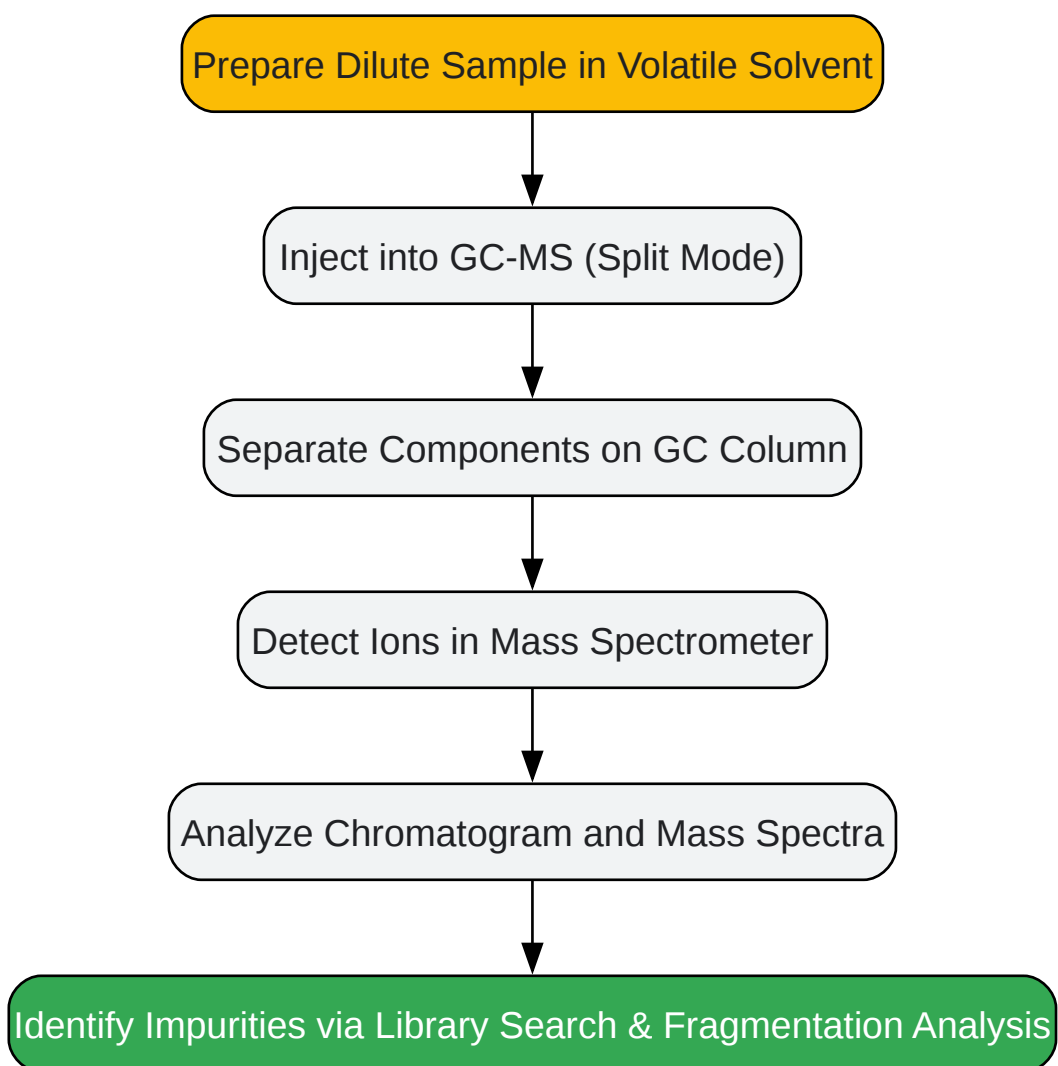 Prepare Dilute Sample in Volatile Solvent
Inject into GC-MS (Split Mode)
Separate Components on GC Column
Detect Ions in Mass Spectrometer
Analyze Chromatogram and Mass Spectra
Identify Impurities via Library Search & Fragmentation Analysis